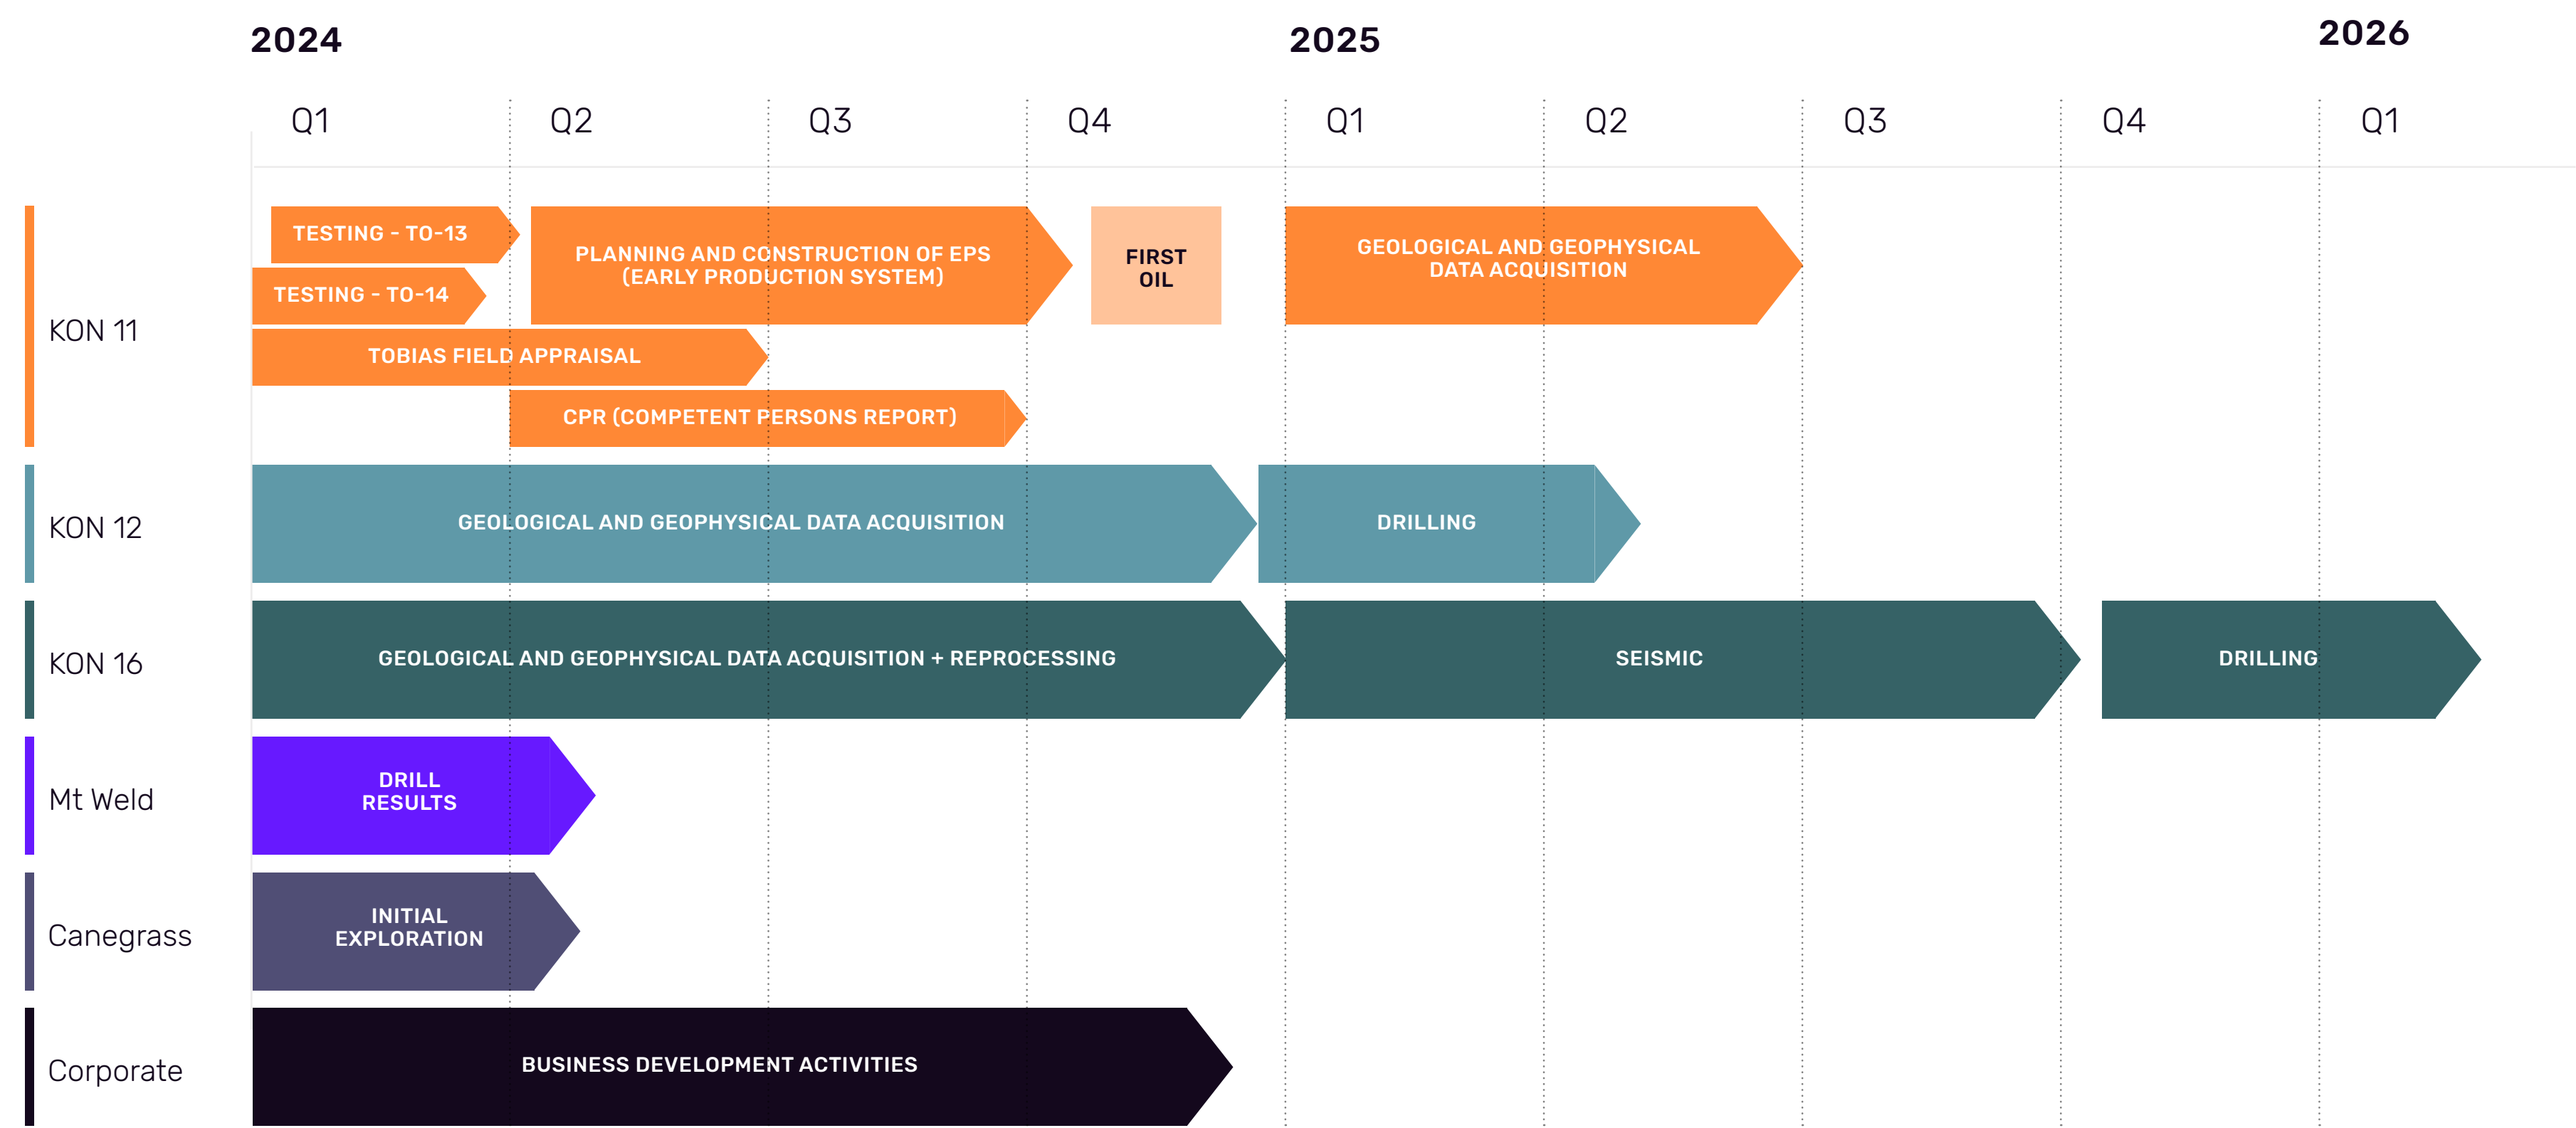 2024
2025
2026
Q1
Q2
Q3
Q4
Q1
Q2
Q3
Q4
Q1
KON 11
TESTING - TO-13
TESTING - TO-14
PLANNING AND CONSTRUCTION OF EPS
(EARLY PRODUCTION SYSTEM)
FIRST
OIL
GEOLOGICAL AND GEOPHYSICAL
DATA ACQUISITION
TOBIAS FIELD APPRAISAL
CPR (COMPETENT PERSONS REPORT)
KON 12
GEOLOGICAL AND GEOPHYSICAL DATA ACQUISITION
DRILLING
KON 16
GEOLOGICAL AND GEOPHYSICAL DATA ACQUISITION + REPROCESSING
SEISMIC
DRILLING
Mt Weld
DRILL
RESULTS
Canegrass
INITIAL
EXPLORATION
Corporate
BUSINESS DEVELOPMENT ACTIVITIES